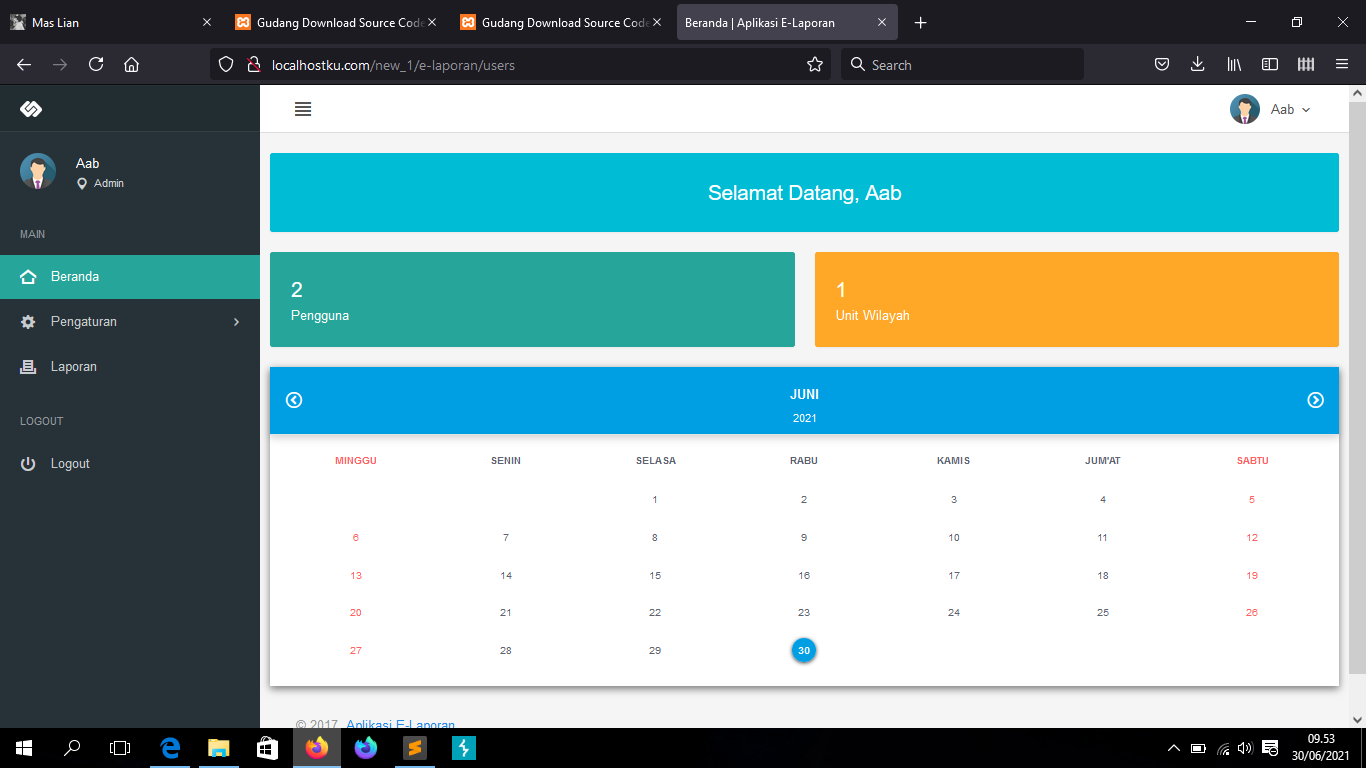 Mas Lian
Gudang Download Source Code
Gudang Download Source Code
Beranda | Aplikasi E-Laporan
localhostku.com/new_1/e-laporan/users
Search
Aab
Aab
Admin
MAIN
Beranda
Pengaturan
Laporan
LOGOUT
Logout
Selamat Datang, Aab
2
Pengguna
1
Unit Wilayah
JUNI
2021
MINGGU SENIN SELASA RABU KAMIS JUM'AT SABTU
1 2 3 4 5
6 7 8 9 10 11 12
13 14 15 16 17 18 19
20 21 22 23 24 25 26
27 28 29 30
© 2017. Aplikasi E-Laporan
09.53
30/06/2021